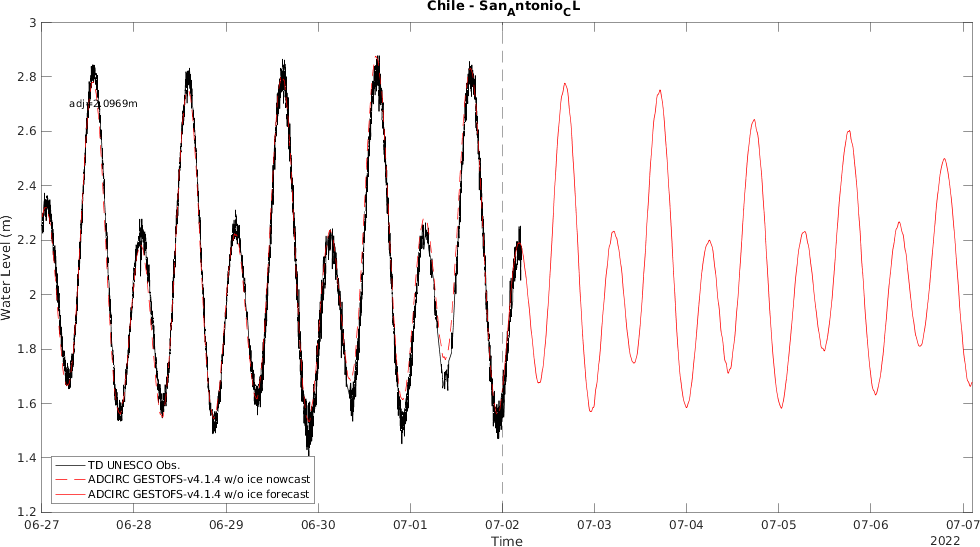 Chile - SanAntonioCL
3
2.8
adj=2.0969m
2.6
2.4
2.2
2
1.8
1.6
1.4
1.2
Water Level (m)
TD UNESCO Obs.
ADCIRC GESTOFS-v4.1.4 w/o ice nowcast
ADCIRC GESTOFS-v4.1.4 w/o ice forecast
06-27 06-28 06-29 06-30 07-01 07-02 07-03 07-04 07-05 07-06 07-07
Time
2022